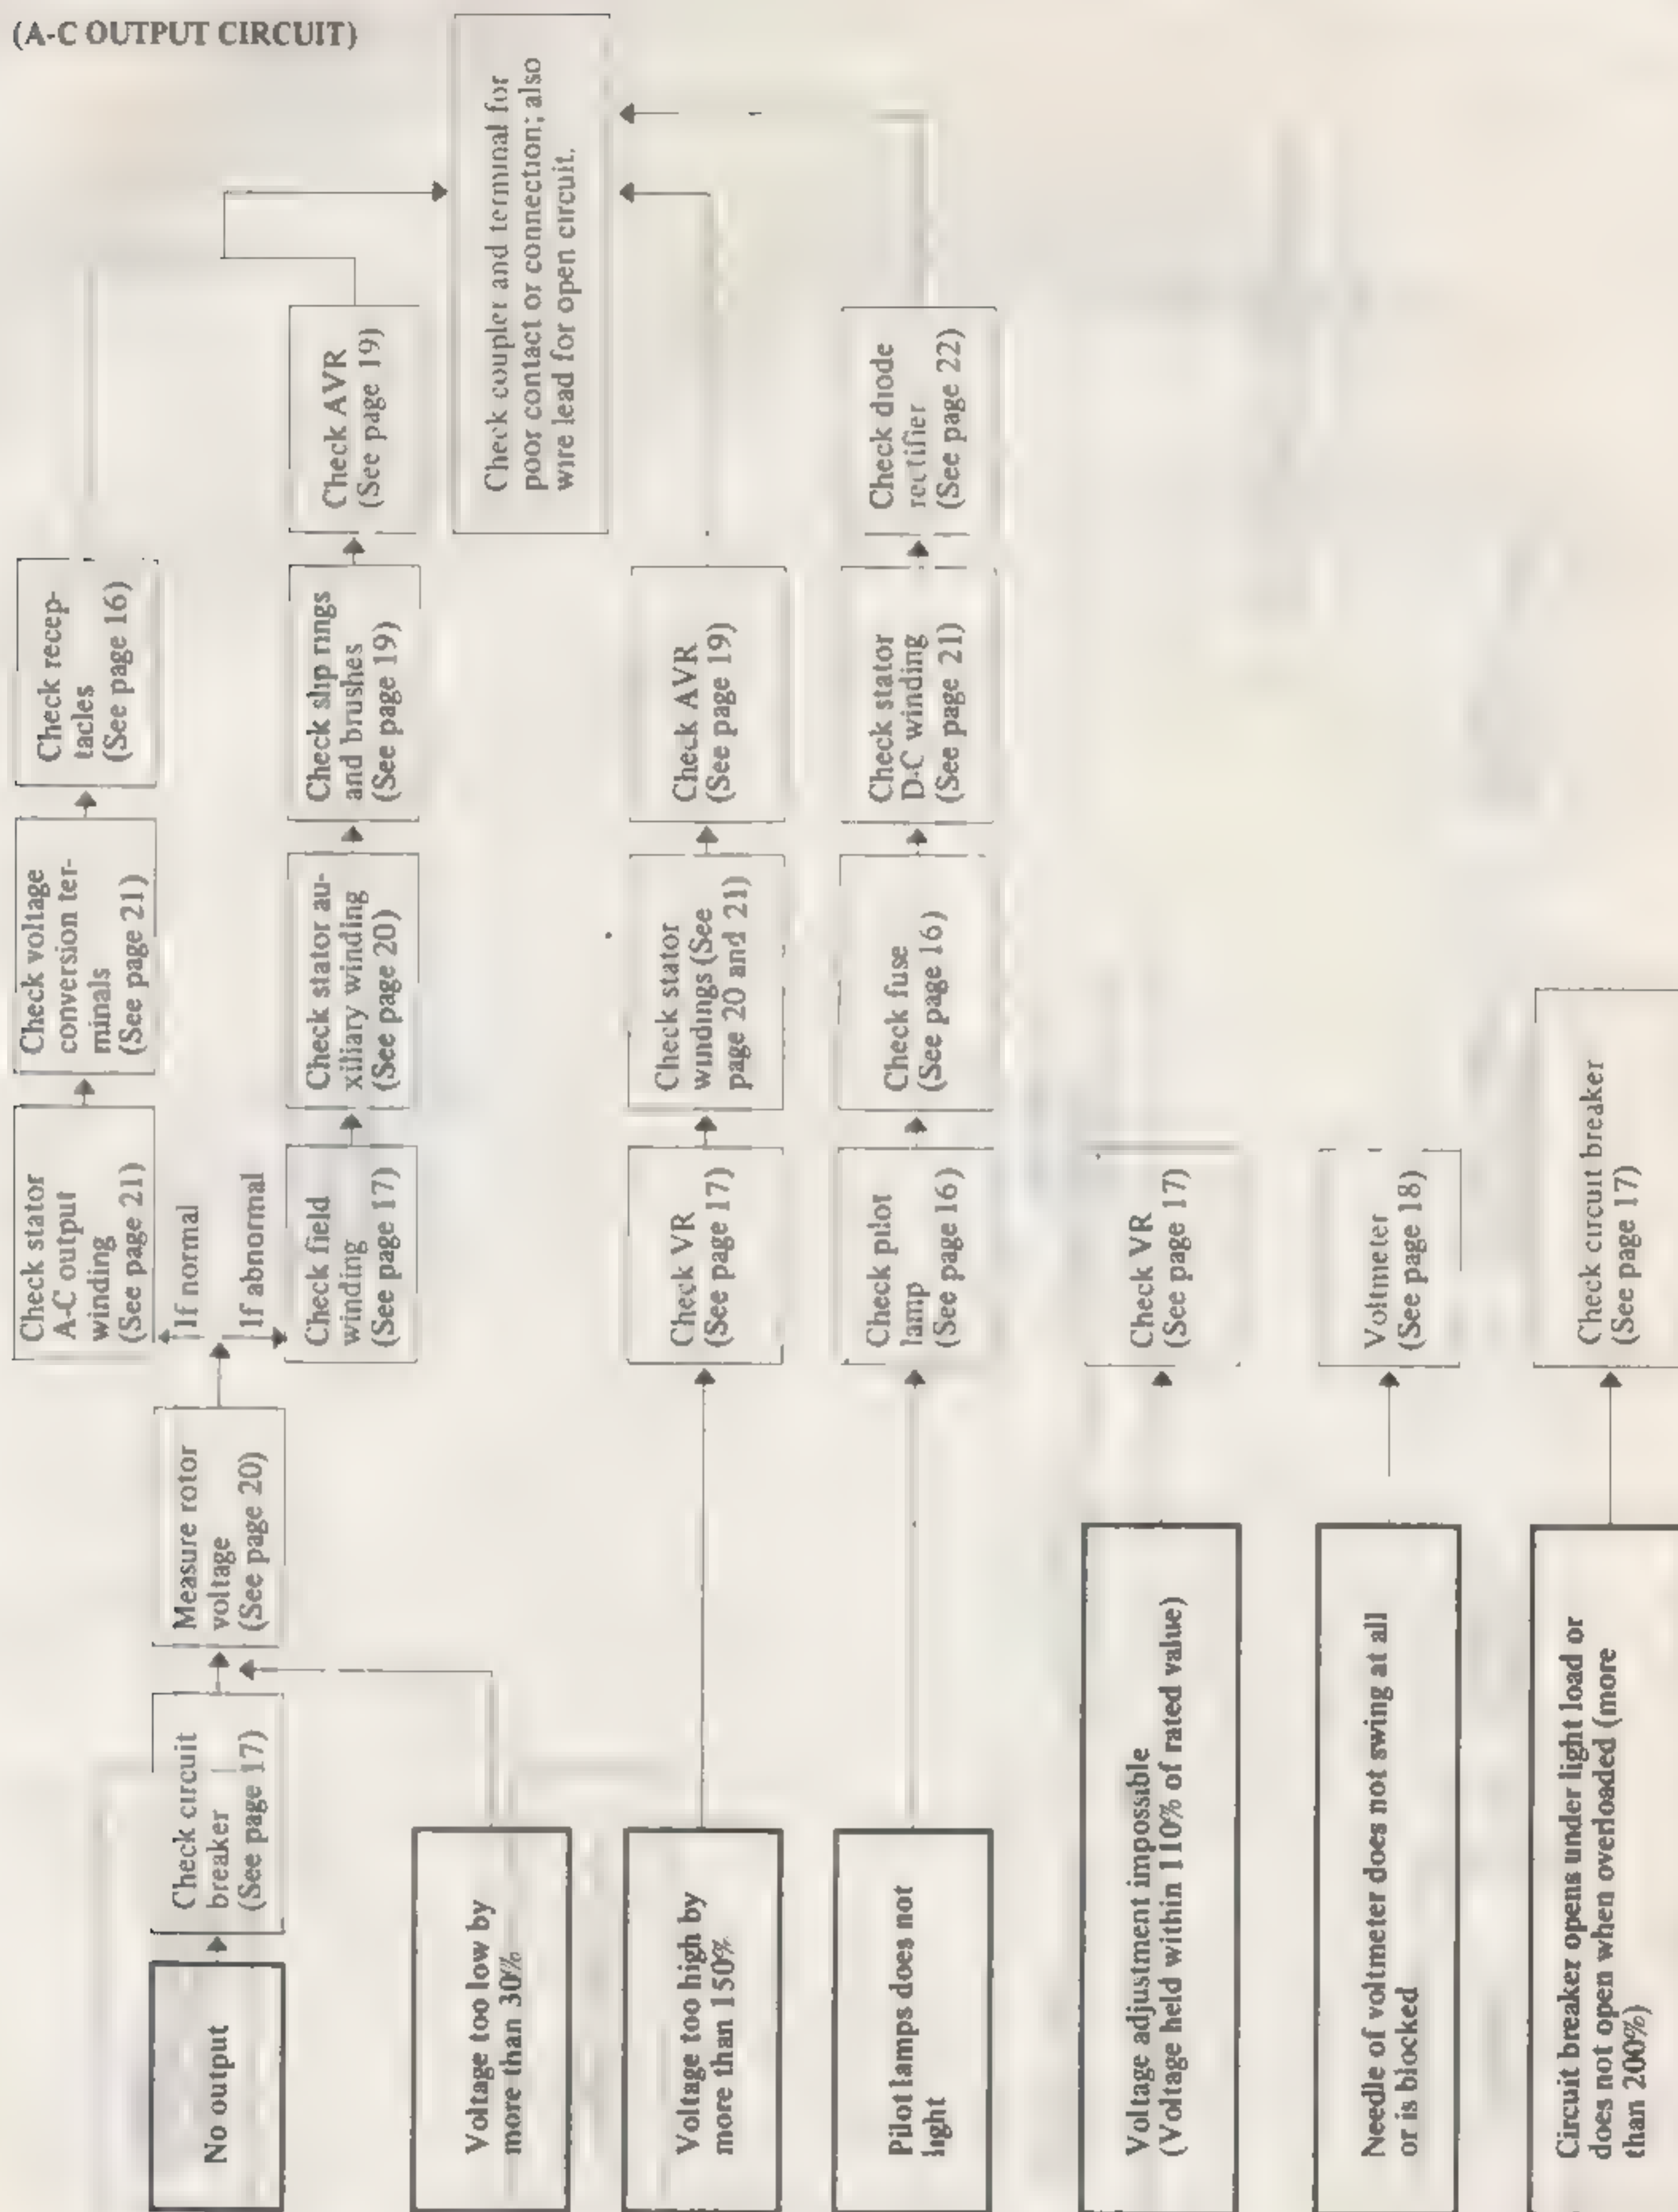 (A-C OUTPUT CIRCUIT)
No output
Check circuit
breaker
(See page 17)
Measure rotor
voltage
(See page 20)
If normal
If abnormal
Check stator
A-C output
winding
(See page 21)
Check voltage
conversion ter-
minals
(See page 21)
Check recep-
tacles
(See page 16)
Check field
winding
(See page 17)
Check stator au-
xiliary winding
(See page 20)
Check slip rings
and brushes
(See page 19)
Check AVR
(See page 19)
Check coupler and terminal for
poor contact or connection; also
wire lead for open circuit.
Voltage too low by
more than 30%
Voltage too high by
more than 150%
Check VR
(See page 17)
Check stator
windings (See
page 20 and 21)
Check AVR
(See page 19)
Pilot lamps does not
light
Check pilot
lamp
(See page 16)
Check fuse
(See page 16)
Check stator
D-C winding
(See page 21)
Check diode
rectifier
(See page 22)
Voltage adjustment impossible
(Voltage held within 110% of rated value)
Check VR
(See page 17)
Needle of voltmeter does not swing at all
or is blocked
Voltmeter
(See page 18)
Circuit breaker opens under light load or
does not open when overloaded (more
than 200%)
Check circuit breaker
(See page 17)